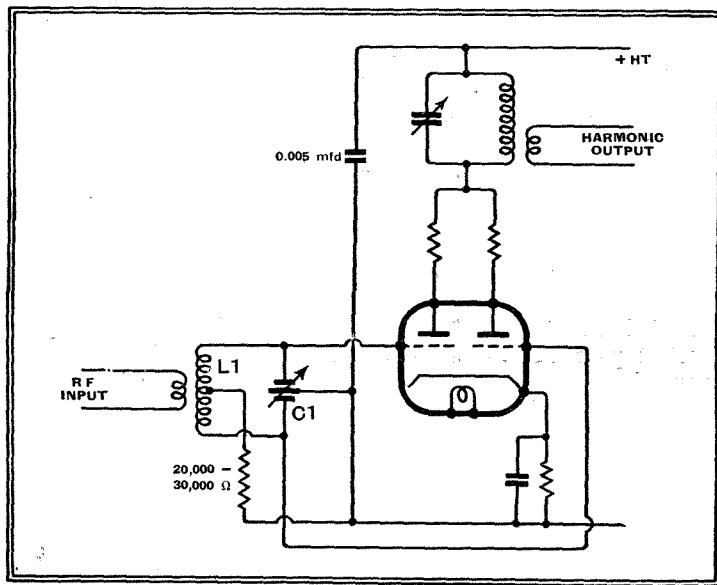 + HT
0.005 mfd
HARMONIC
OUTPUT
L1
R F
INPUT
C1
20,000 –
30,000 Ω